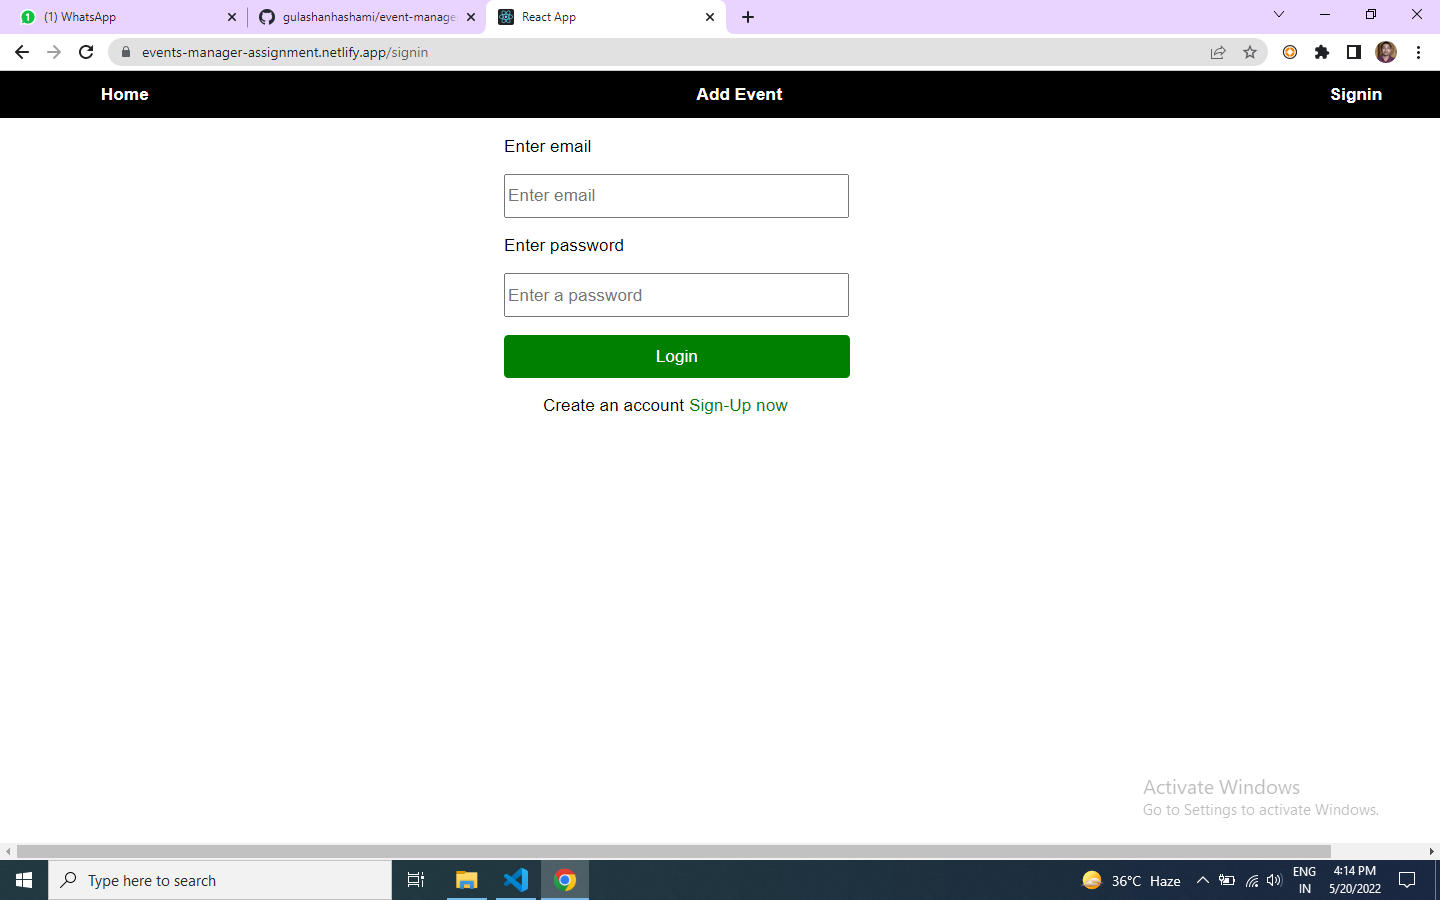 (1) WhatsApp
gulashanhashami/event-manage
React App
events-manager-assignment.netlify.app/signin
Home
Add Event
Signin
Enter email
Enter email
Enter password
Enter a password
Login
Create an account Sign-Up now
Activate Windows
Go to Settings to activate Windows.
Type here to search
36°C Haze
ENG
IN
4:14 PM
5/20/2022